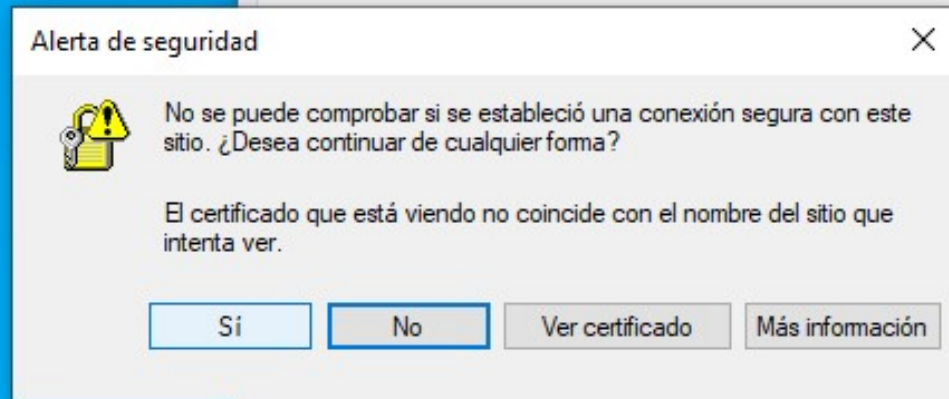 Alerta de seguridad
No se puede comprobar si se estableció una conexión segura con este
sitio. ¿Desea continuar de cualquier forma?
El certificado que está viendo no coincide con el nombre del sitio que
intenta ver.
Sí No Ver certificado Más información